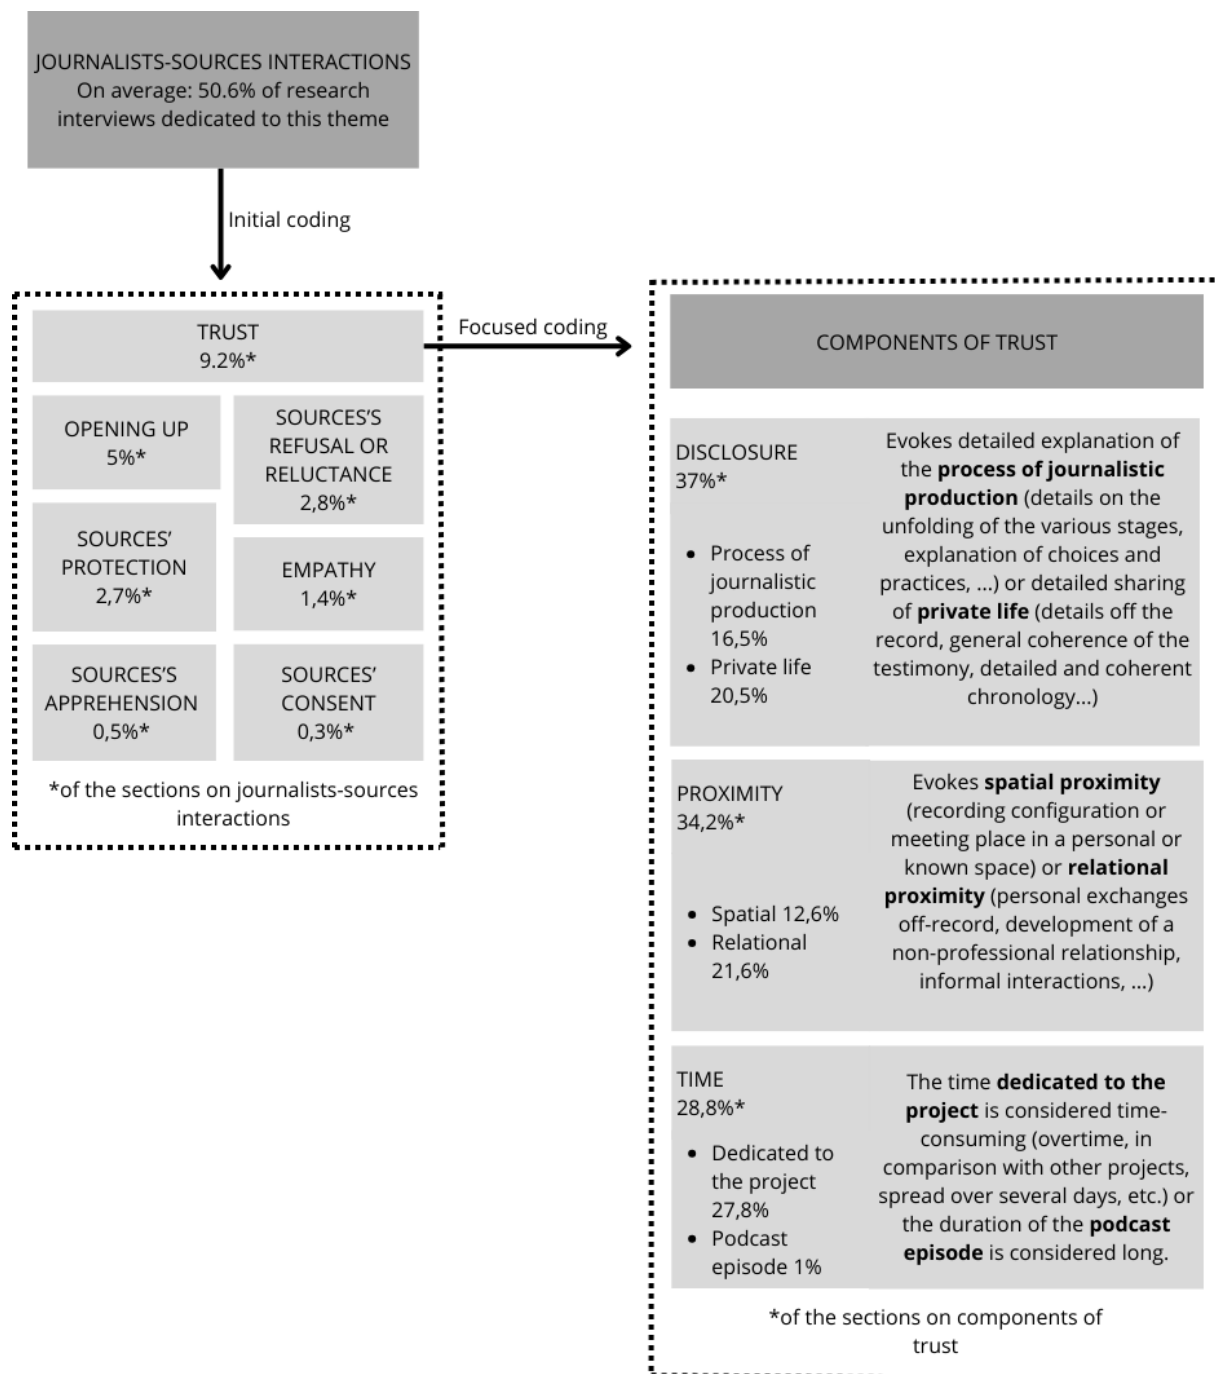 JOURNALISTS-SOURCES INTERACTIONS
On average: 50.6% of research
interviews dedicated to this theme
Initial coding
TRUST
9.2%*
OPENING UP
5%*
SOURCES'S
REFUSAL OR
RELUCTANCE
2,8%*
SOURCES'
PROTECTION
2,7%*
EMPATHY
1,4%*
SOURCES'S
APPREHENSION
0,5%*
SOURCES'
CONSENT
0,3%*
*of the sections on journalists-sources
interactions
Focused coding
COMPONENTS OF TRUST
DISCLOSURE
37%*
• Process of
journalistic
production
16,5%
• Private life
20,5%
Evokes detailed explanation of
the process of journalistic
production (details on the
unfolding of the various stages,
explanation of choices and
practices, ...) or detailed sharing
of private life (details off the
record, general coherence of the
testimony, detailed and coherent
chronology...)
PROXIMITY
34,2%*
• Spatial 12,6%
• Relational
21,6%
Evokes spatial proximity
(recording configuration or
meeting place in a personal or
known space) or relational
proximity (personal exchanges
off-record, development of a
non-professional relationship,
informal interactions, ...)
TIME
28,8%*
• Dedicated to
the project
27,8%
• Podcast
episode 1%
The time dedicated to the
project is considered time-
consuming (overtime, in
comparison with other projects,
spread over several days, etc.) or
the duration of the podcast
episode is considered long.
*of the sections on components of
trust